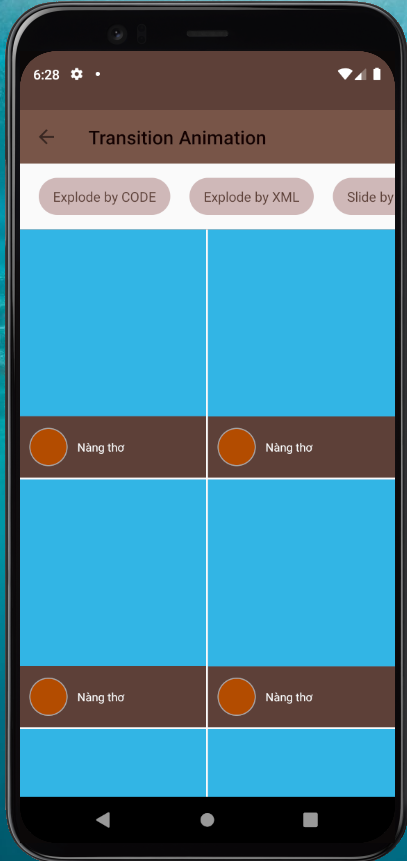 6:28
Transition Animation
Explode by CODE
Explode by XML
Slide by
Nàng thơ
Nàng thơ
Nàng thơ
Nàng thơ